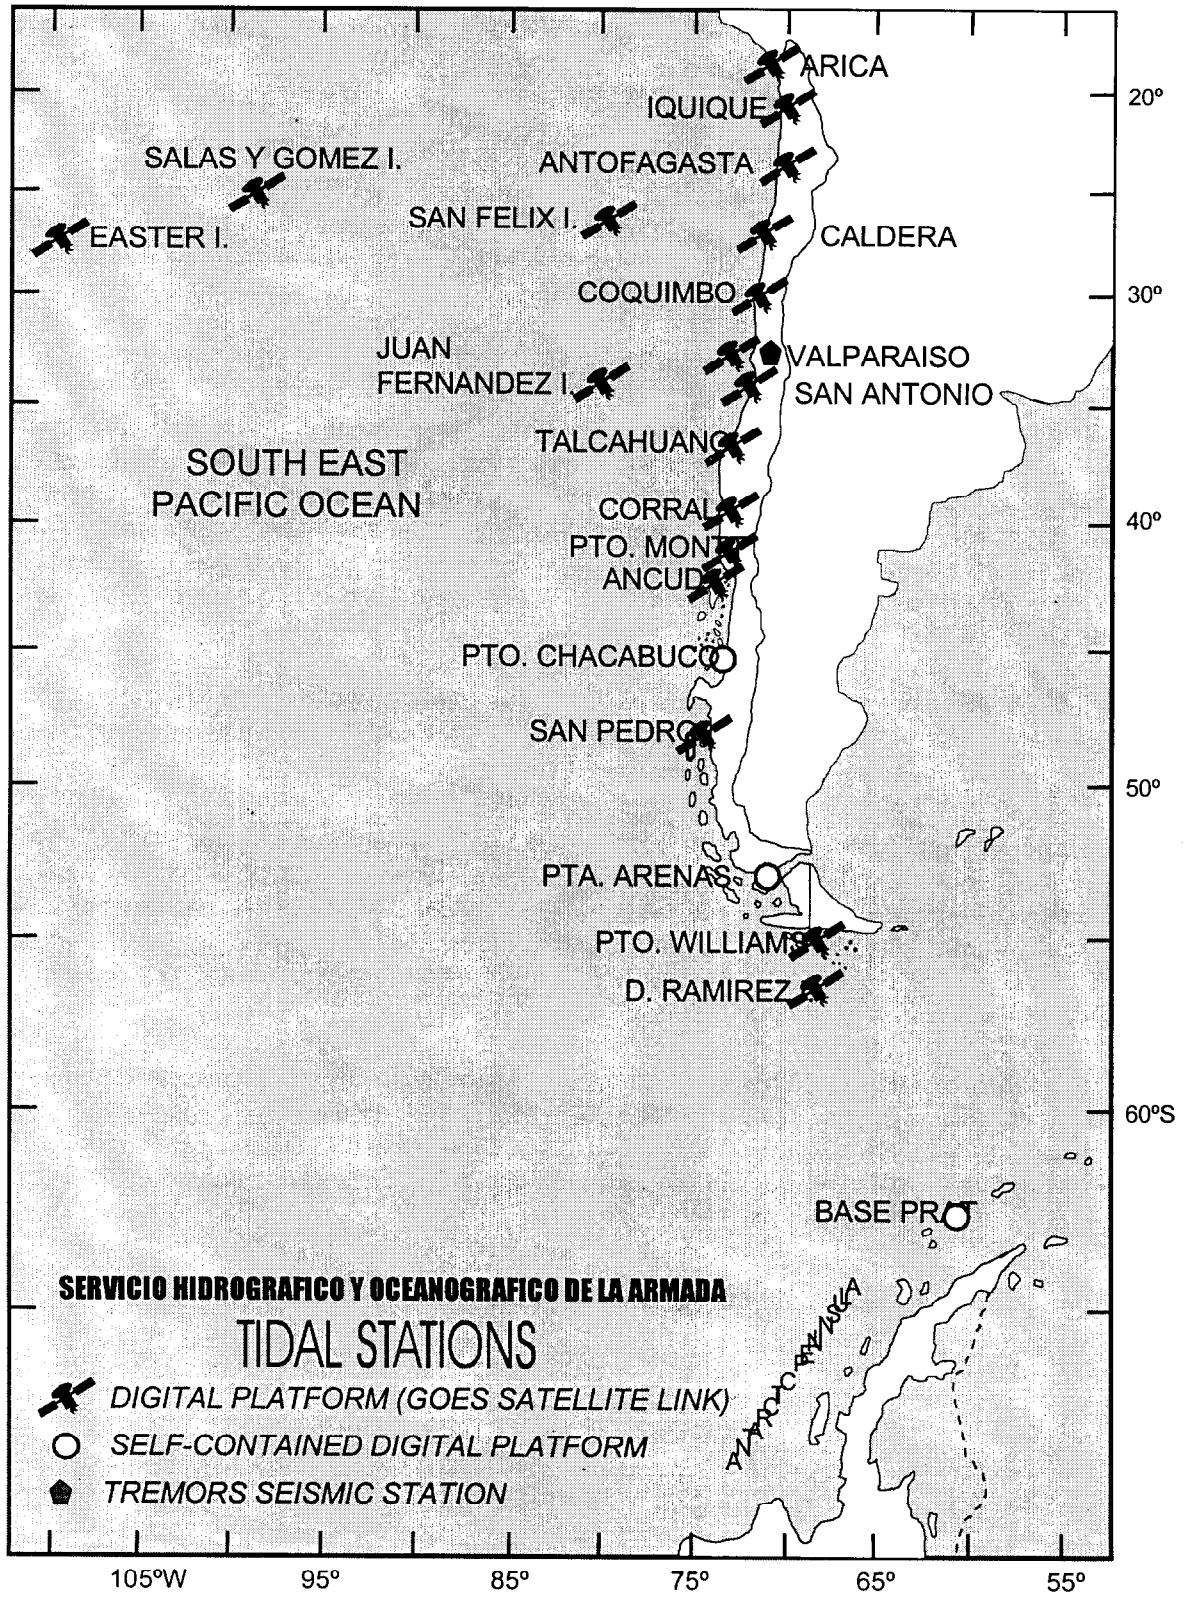 ARICA
20º
IQUIQUE
SALAS Y GOMEZ I.
ANTOFAGASTA
SAN FELIX I.
EASTER I.
CALDERA
COQUIMBO
30º
JUAN
FERNANDEZ I.
VALPARAISO
SAN ANTONIO
TALCAHUANO
SOUTH EAST
PACIFIC OCEAN
CORRAL
40º
PTO. MONTT
ANCUD
PTO. CHACABUCO
SAN PEDRO
50º
PTA. ARENAS
PTO. WILLIAMS
D. RAMIREZ
60ºS
BASE PRAT
SERVICIO HIDROGRAFICO Y OCEANOGRAFICO DE LA ARMADA
TIDAL STATIONS
DIGITAL PLATFORM (GOES SATELLITE LINK)
SELF-CONTAINED DIGITAL PLATFORM
TREMORS SEISMIC STATION
105ºW 95º 85º 75º 65º 55º